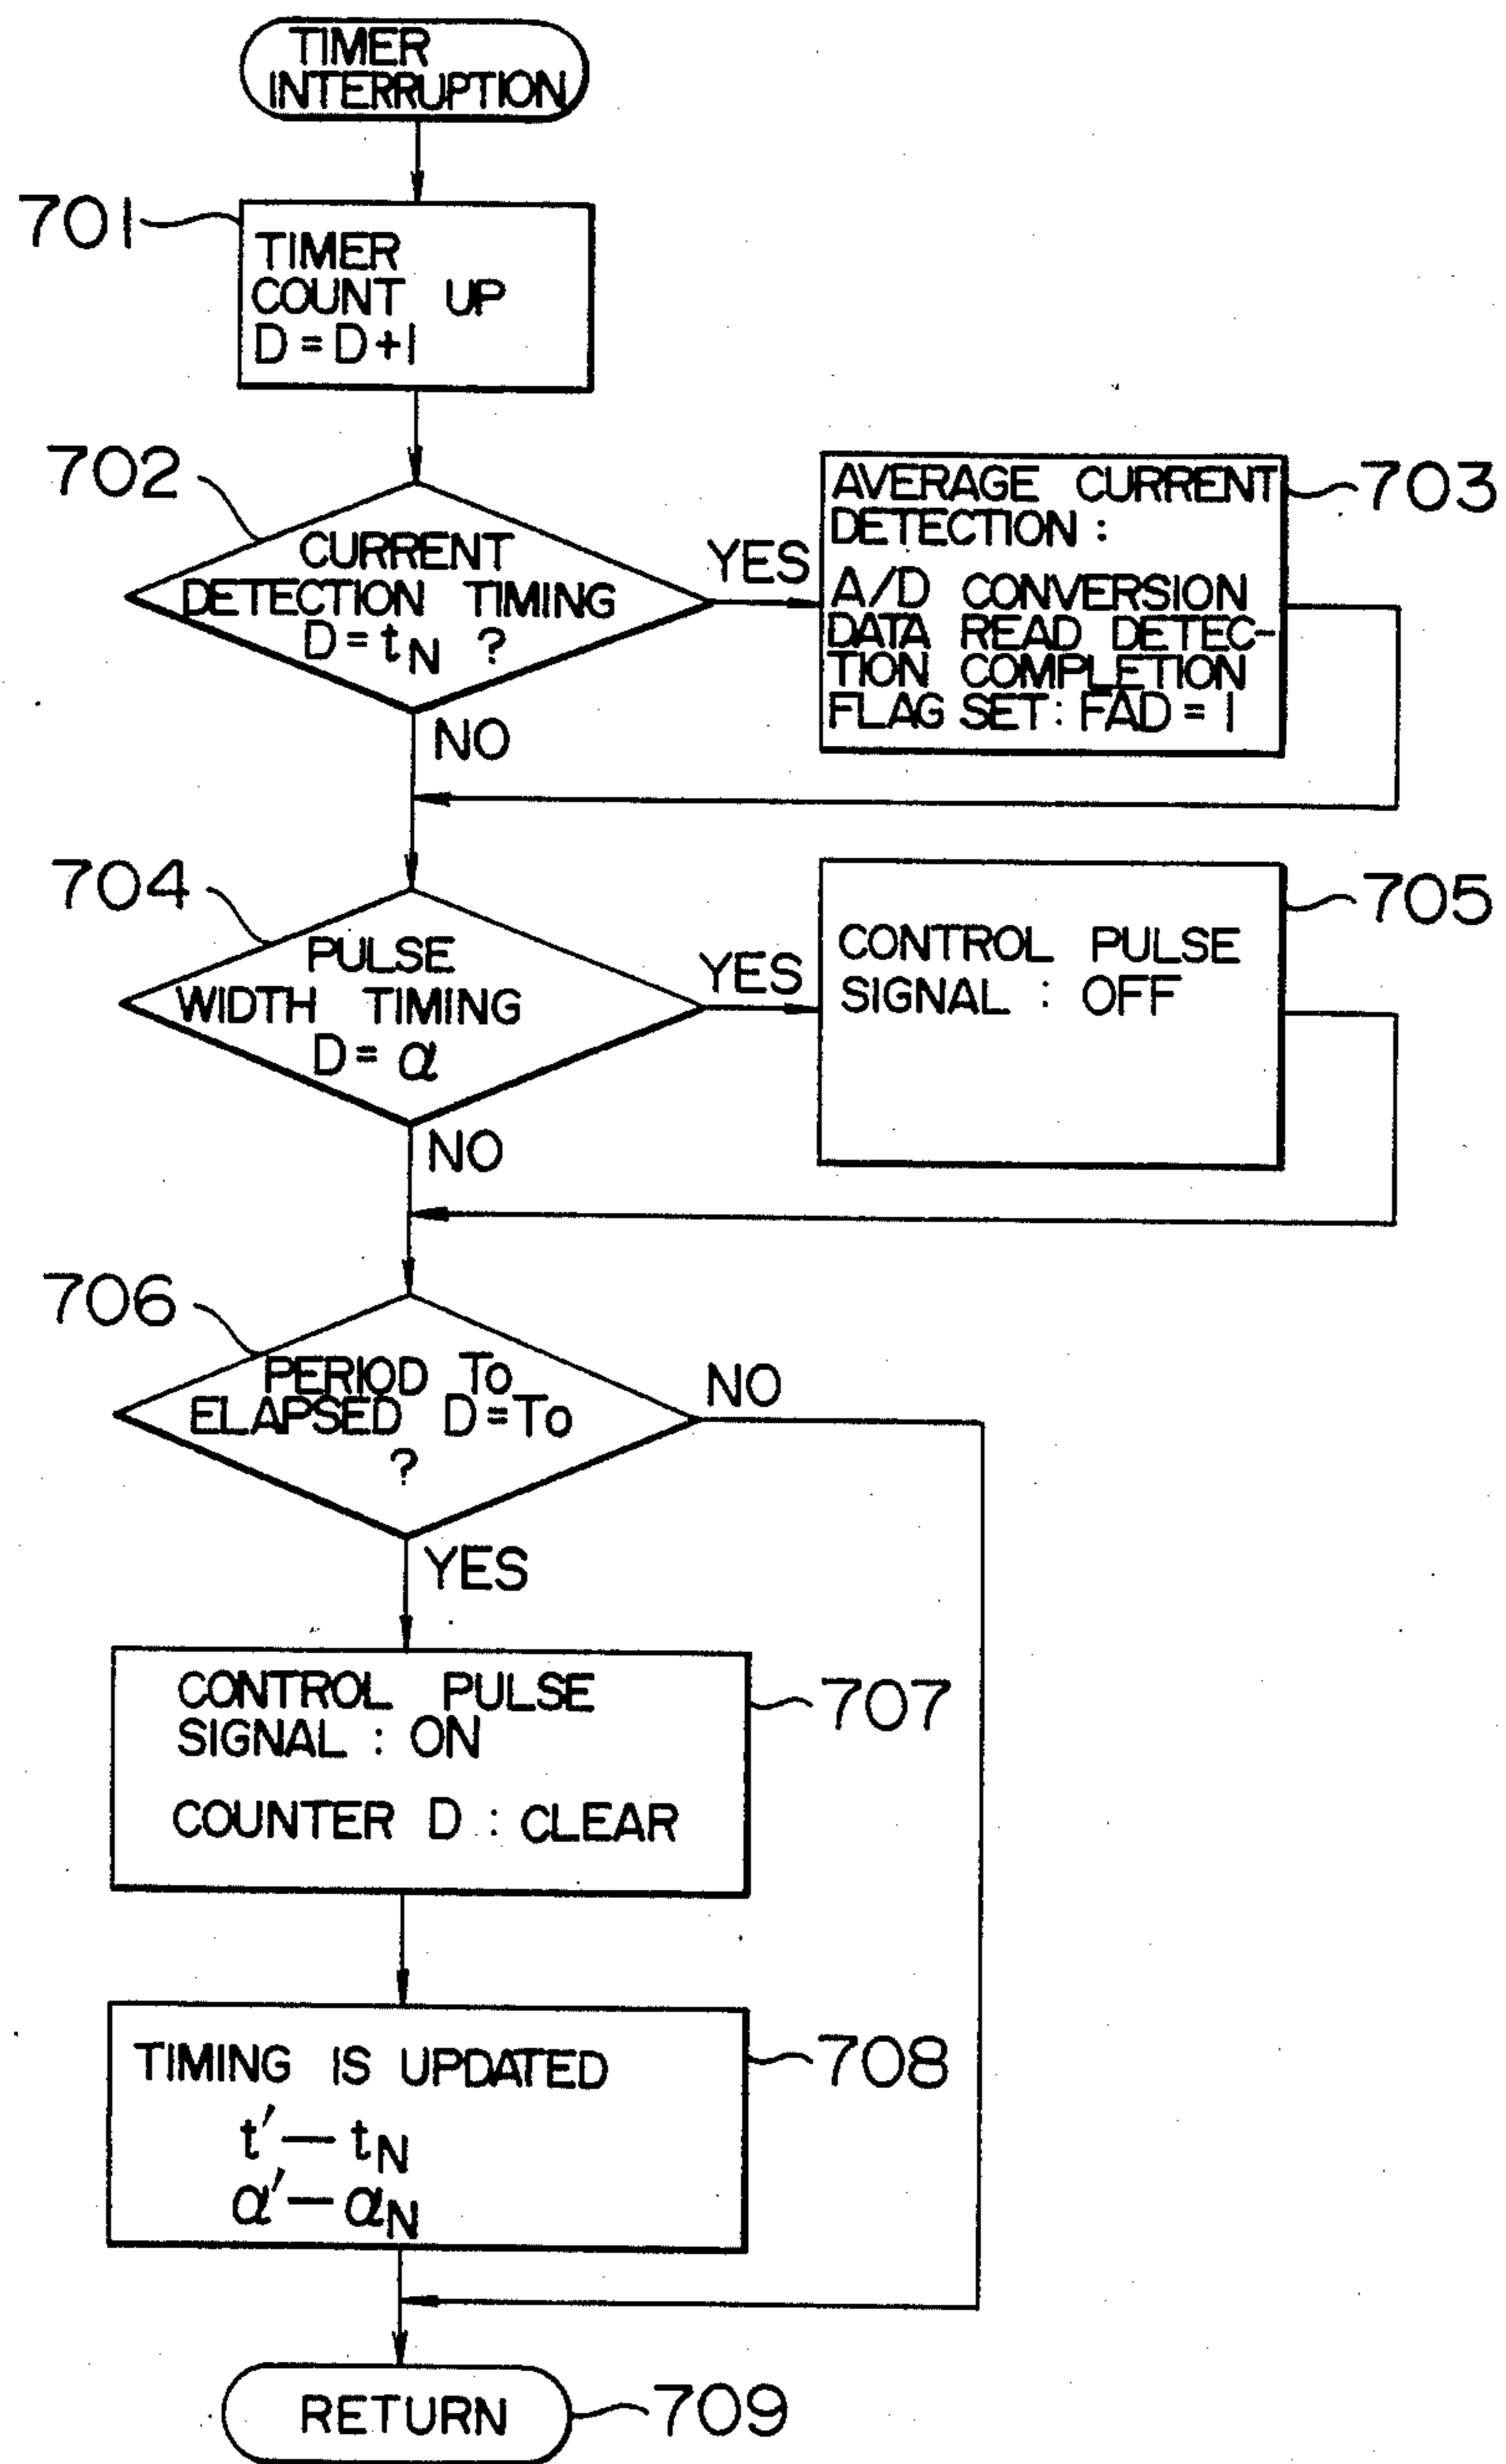 TIMER
INTERRUPTION
701
TIMER
COUNT UP
D=D+1
702
CURRENT
DETECTION TIMING
D=tN ?
YES
NO
703
AVERAGE CURRENT
DETECTION :
A/D CONVERSION
DATA READ DETEC-
TION COMPLETION
FLAG SET : FAD = 1
704
PULSE
WIDTH TIMING
D= α
YES
NO
705
CONTROL PULSE
SIGNAL : OFF
706
PERIOD To
ELAPSED D=To
?
NO
YES
707
CONTROL PULSE
SIGNAL : ON
COUNTER D : CLEAR
708
TIMING IS UPDATED
t′— tN
α′— αN
RETURN
709